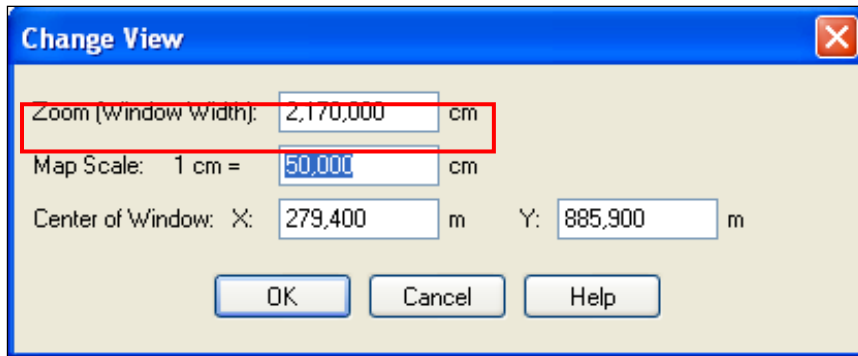 Change View
Zoom (Window Width): 2,170,000 cm
Map Scale: 1 cm = 50,000 cm
Center of Window: X: 279,400 m Y: 885,900 m
OK Cancel Help